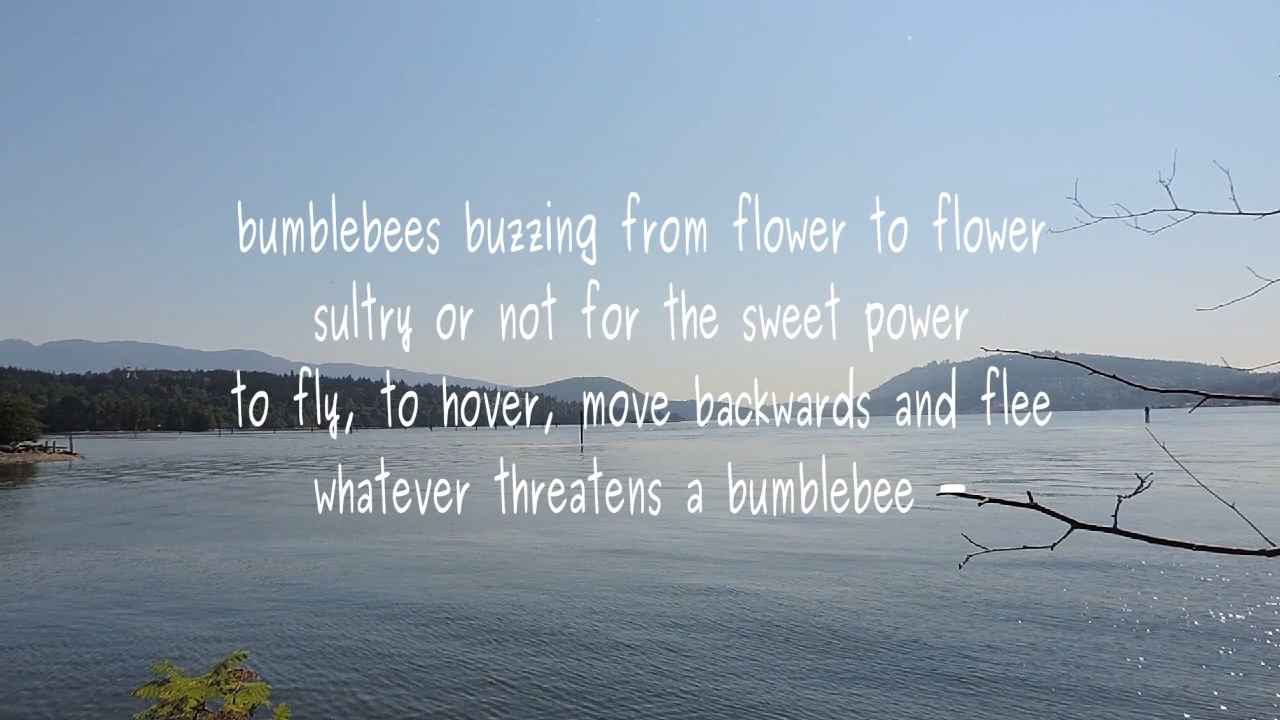 bumblebees buzzing from flower to flower
sultry or not for the sweet power
to fly, to hover, move backwards and flee
whatever threatens a bumblebee -